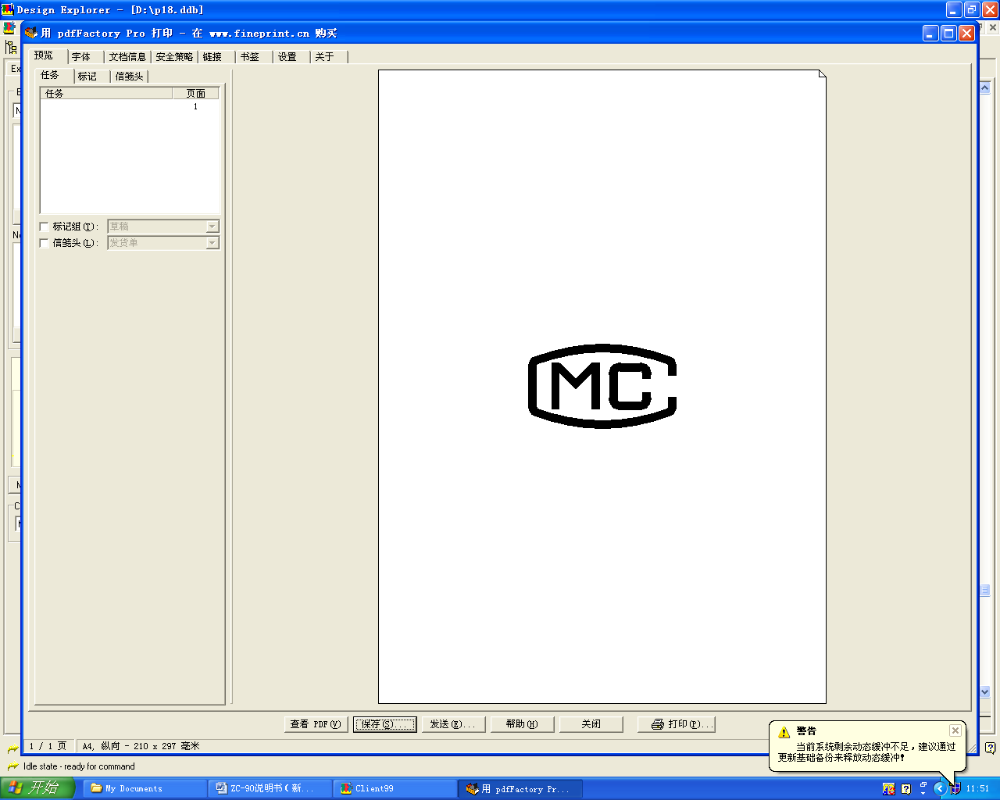 Design Explorer - [D:\p18.ddb]
用 pdfFactory Pro 打印 - 在 www.fineprint.cn 购买
预览 字体 文档信息 安全策略 链接 书签 设置 关于
任务 标记 信笺头
任务 页面
1
标记组(T): 草稿
信笺头(L): 发货单
MC
查看 PDF(V) 保存(S)... 发送(E)... 帮助(H) 关闭 打印(P)...
1 / 1 页 A4, 纵向 - 210 x 297 毫米
警告
当前系统剩余动态缓冲不足，建议通过
更新基础备份来释放动态缓冲！
Idle state - ready for command
开始 My Documents ZC-90说明书(新... Client99 用 pdfFactory Pr... 11:51